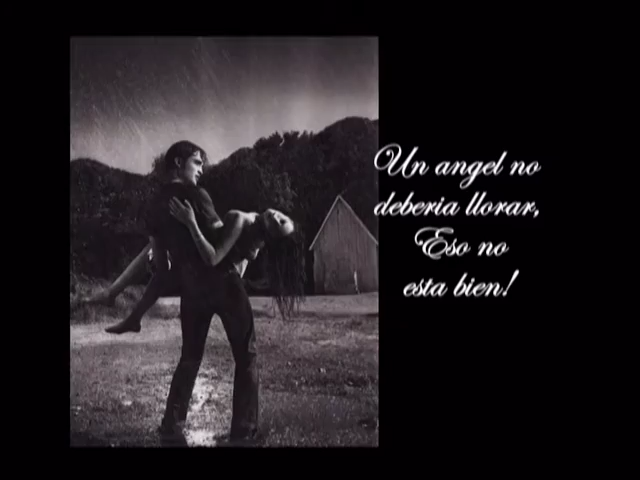 Un angel no
deberia llorar,
Eso no
esta bien!